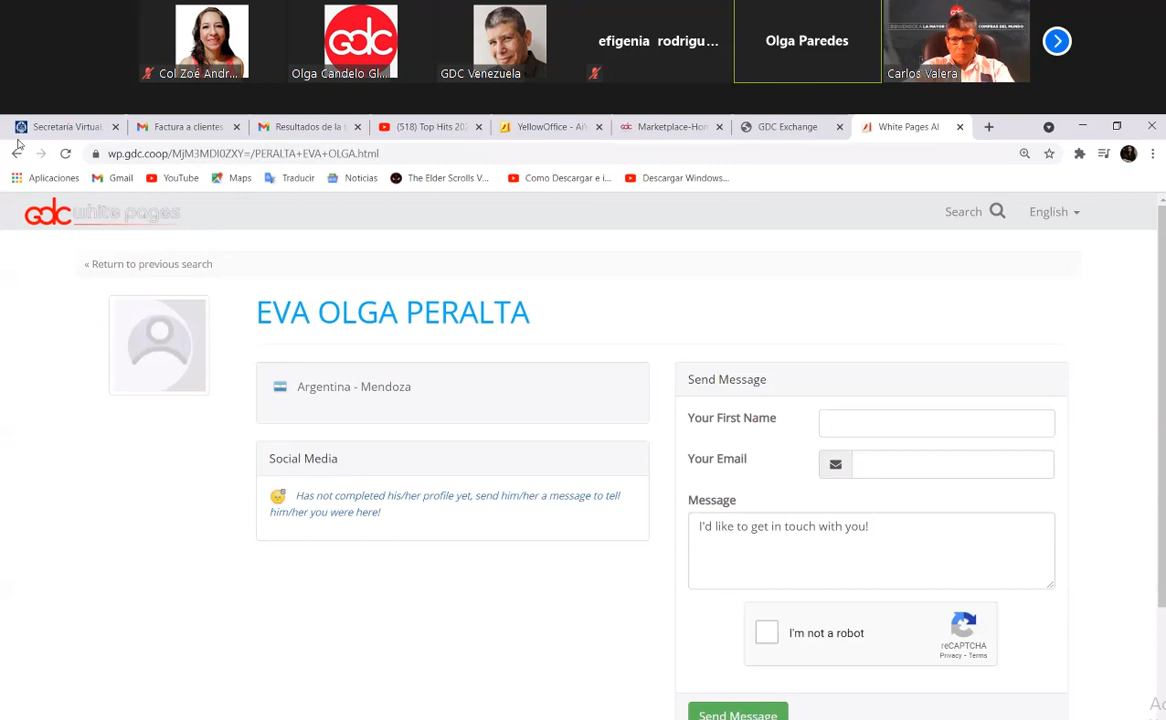 efigenia rodrigu...
Olga Paredes
Col Zoé Andr...
gdc
Olga Candelo Gl...
GDC Venezuela
Carlos Valera
Secretaría Virtual
Factura a clientes
Resultados de la
(518) Top Hits 202
YellowOffice - AiY
Marketplace-Hom
GDC Exchange
White Pages AI
wp.gdc.coop/MjM3MDI0ZXY=/PERALTA+EVA+OLGA.html
Aplicaciones
Gmail
YouTube
Maps
Traducir
Noticias
The Elder Scrolls V...
Como Descargar e i...
Descargar Windows...
GDC white pages
Search
English
« Return to previous search
EVA OLGA PERALTA
Argentina - Mendoza
Social Media
Has not completed his/her profile yet, send him/her a message to tell
him/her you were here!
Send Message
Your First Name
Your Email
Message
I'd like to get in touch with you!
I'm not a robot
reCAPTCHA
Privacy - Terms
Send Message